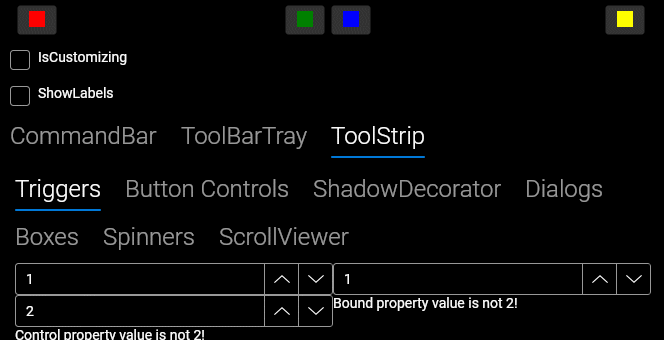 IsCustomizing
ShowLabels
CommandBar ToolBarTray ToolStrip
Triggers Button Controls ShadowDecorator Dialogs
Boxes Spinners ScrollViewer
1 1
Bound property value is not 2!
2
Control property value is not 2!